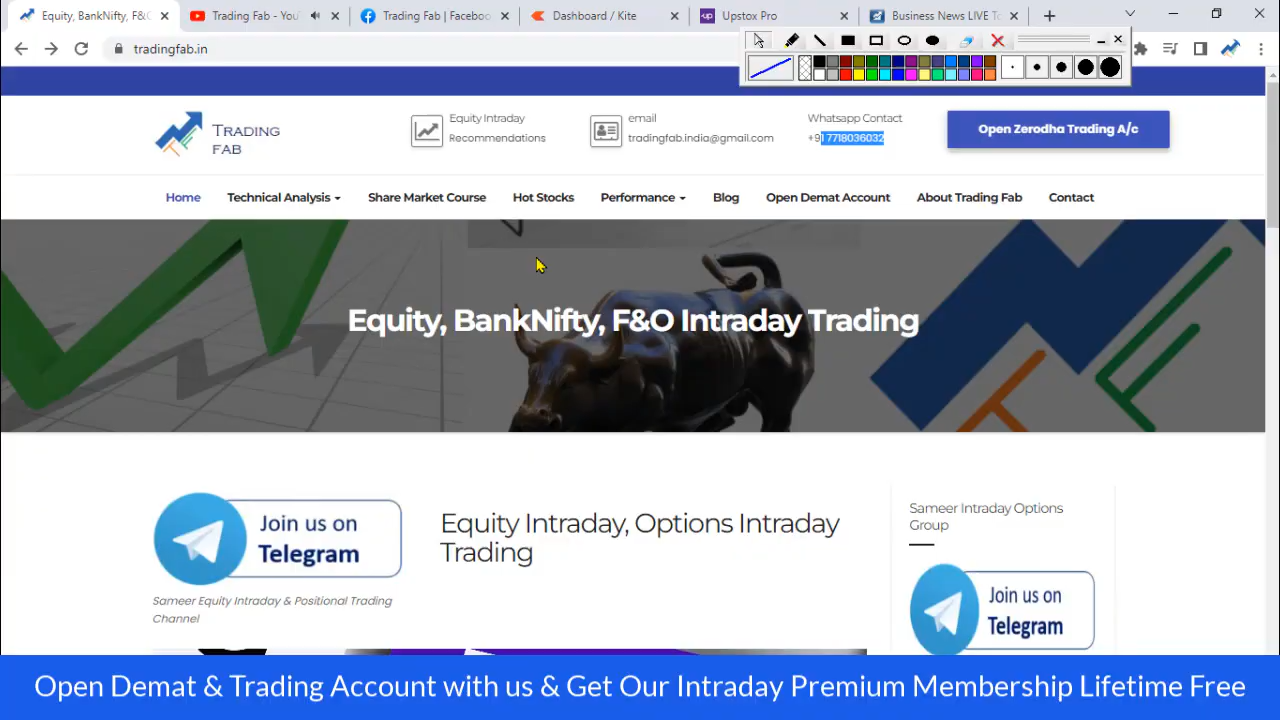 Equity, BankNifty, F&C
Trading Fab - You
Trading Fab | Faceboo
Dashboard / Kite
Upstox Pro
Business News LIVE To
tradingfab.in
TRADING
FAB
Equity Intraday
Recommendations
email
tradingfab.india@gmail.com
Whatsapp Contact
+91 7718036032
Open Zerodha Trading A/c
Home
Technical Analysis
Share Market Course
Hot Stocks
Performance
Blog
Open Demat Account
About Trading Fab
Contact
Equity, BankNifty, F&O Intraday Trading
Join us on
Telegram
Sameer Equity Intraday & Positional Trading
Channel
Equity Intraday, Options Intraday
Trading
Sameer Intraday Options
Group
Join us on
Telegram
Open Demat & Trading Account with us & Get Our Intraday Premium Membership Lifetime Free